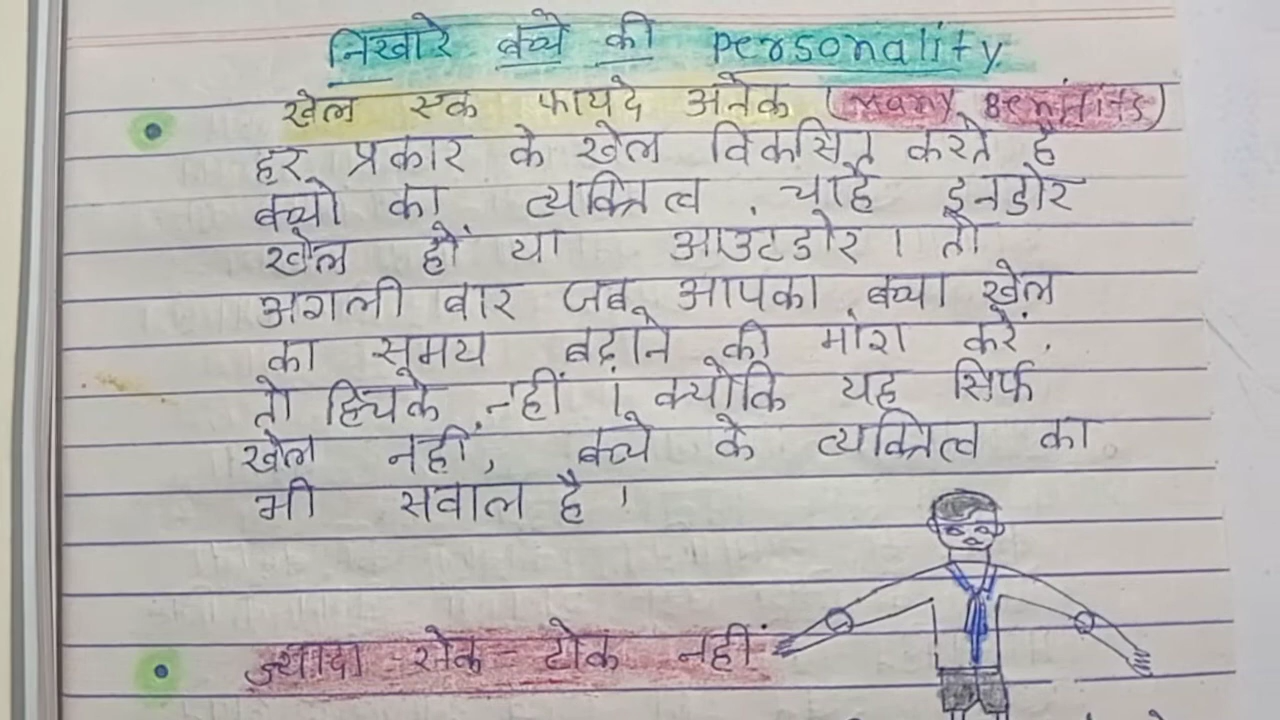 निखारे बच्चे की personality.
खेल एक फायदे अनेक (Many Benifits)
हर प्रकार के खेल विकसित करते है
बच्चो का व्यक्तित्व . चाहे इनडोर
खेल हों या आउटडोर । तो
अगली बार जब आपका बच्चा खेल
का समय बढ़ाने की मांग करें .
तो हिचके नहीं । क्योकि यह सिर्फ
खेल नहीं, बच्चे के व्यक्तित्व का
भी सवाल है ।
ज्यादा रोक - टोक नहीं